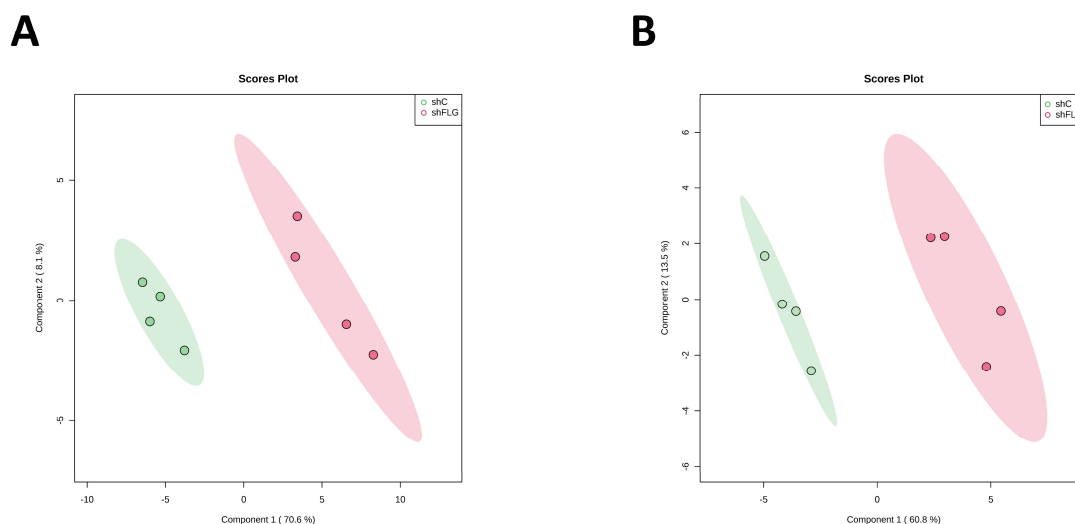 A
B
Scores Plot
shC
shFLG
5
0
-5
Component 2 ( 8.1 %)
-10
-5
0
5
10
Component 1 ( 70.6 %)
Scores Plot
shC
shFL
6
4
2
0
-2
-4
-6
Component 2 ( 13.5 %)
-5
0
5
Component 1 ( 60.8 %)